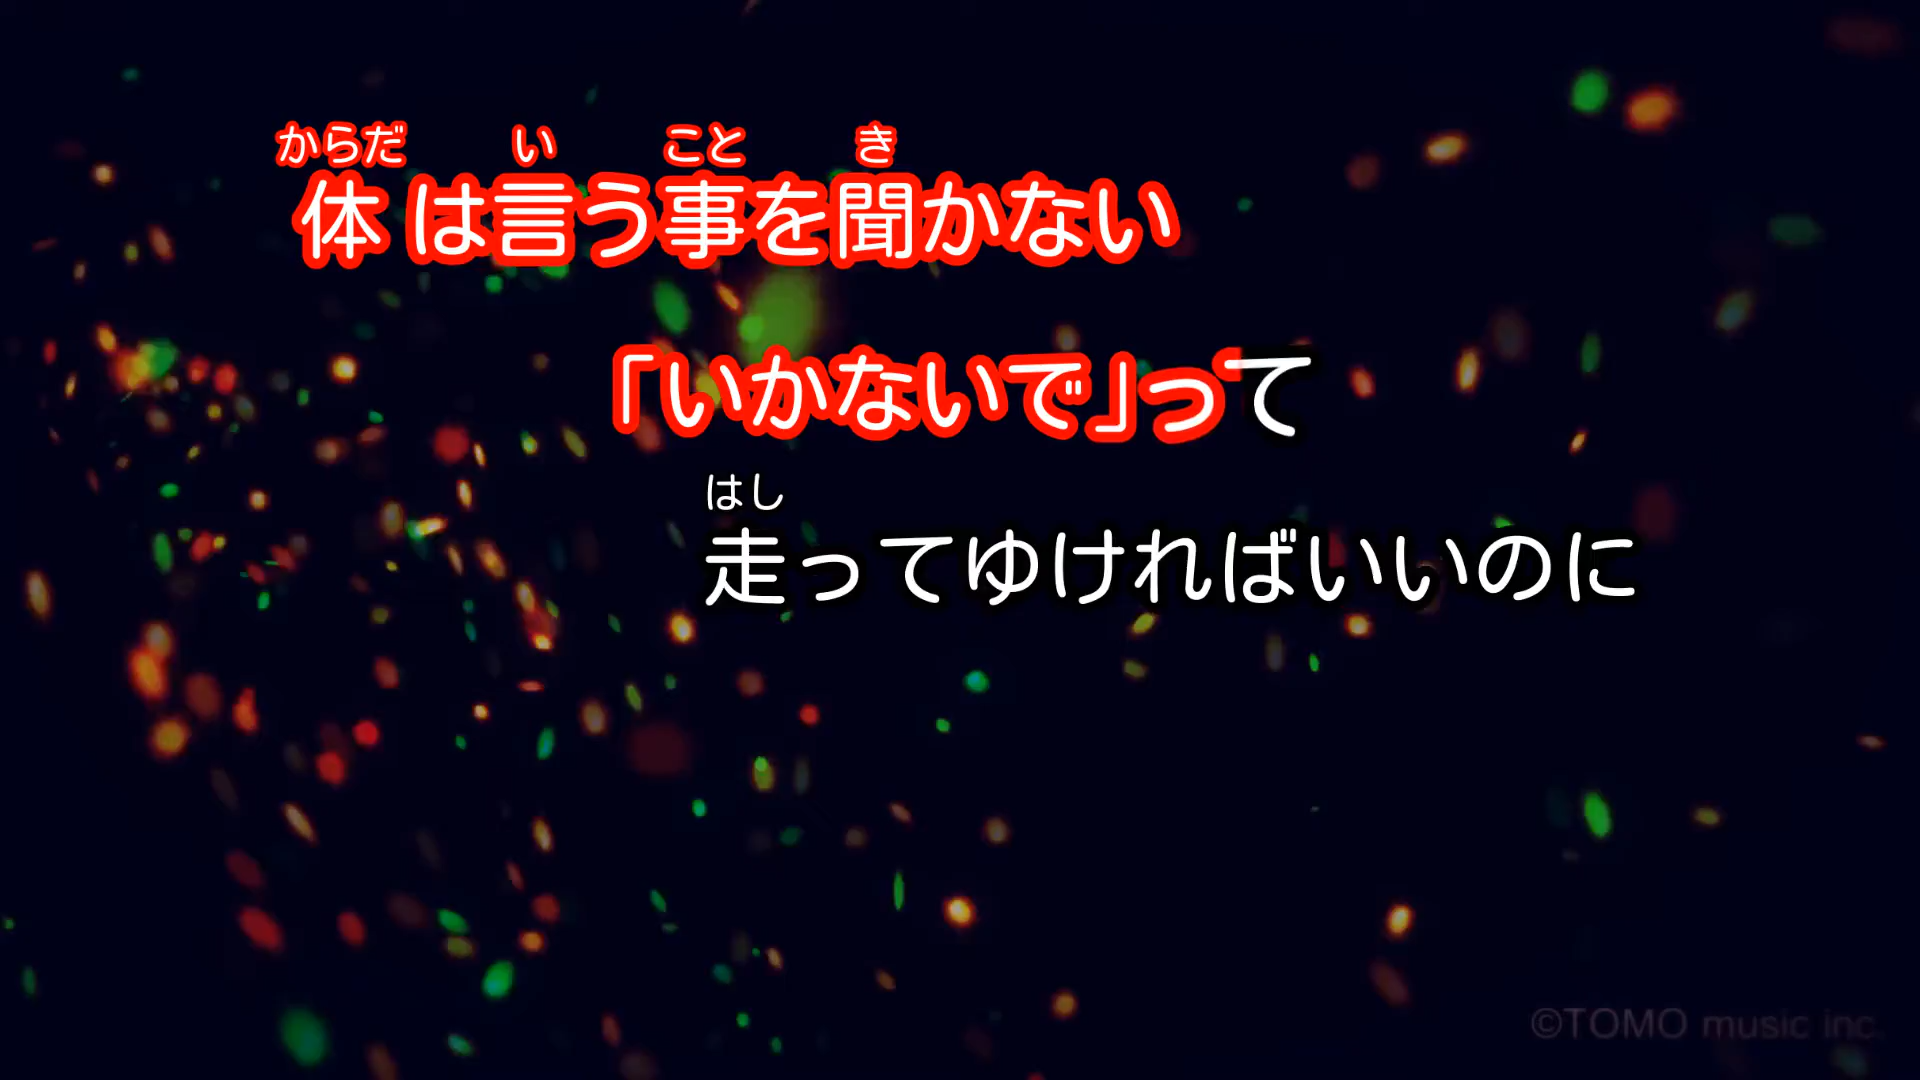 からだ い こと き
体は言う事を聞かない
「いかないで」って
はし
走ってゆければいいのに
©TOMO music inc.